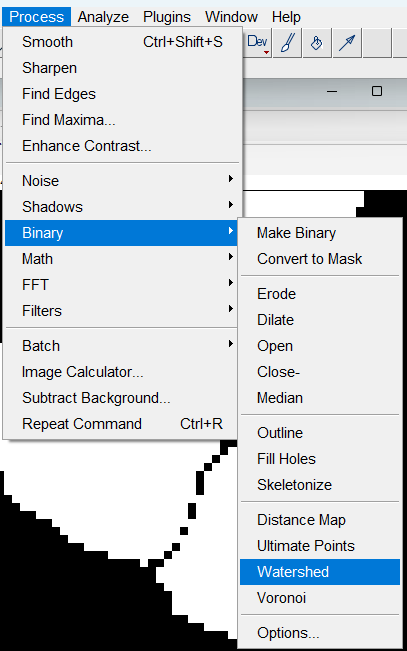 Process Analyze Plugins Window Help
Smooth Ctrl+Shift+S
Dev
Sharpen
Find Edges
Find Maxima...
Enhance Contrast...
Noise
Shadows
Binary
Math
FFT
Filters
Batch
Image Calculator...
Subtract Background...
Repeat Command Ctrl+R
Make Binary
Convert to Mask
Erode
Dilate
Open
Close-
Median
Outline
Fill Holes
Skeletonize
Distance Map
Ultimate Points
Watershed
Voronoi
Options...